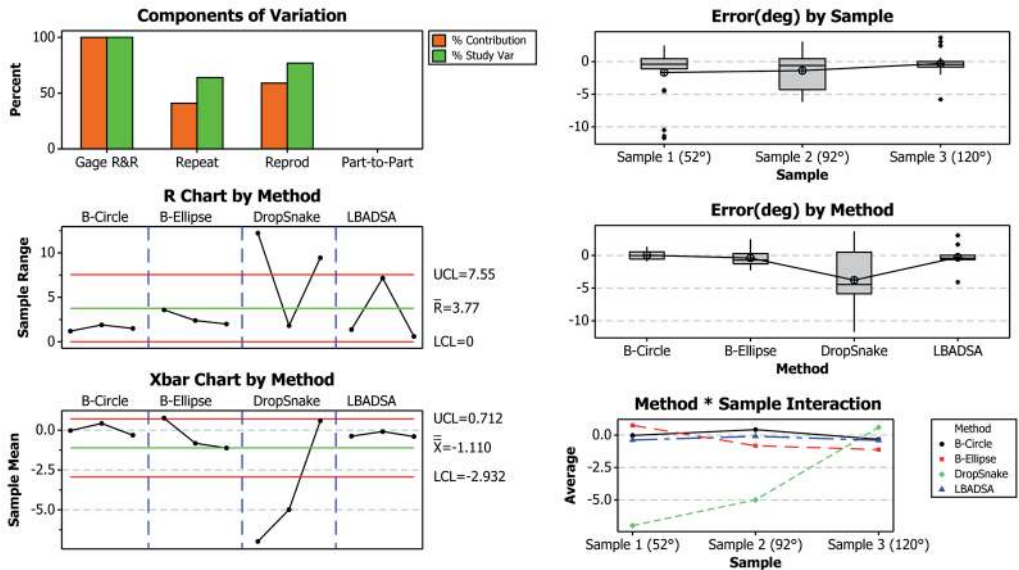 Components of Variation
100
50
0
Percent
Gage R&R Repeat Reprod Part-to-Part
% Contribution
% Study Var
R Chart by Method
B-Circle B-Ellipse DropSnake LBADSA
10
5
0
Sample Range
UCL=7.55
R̅=3.77
LCL=0
Xbar Chart by Method
B-Circle B-Ellipse DropSnake LBADSA
0.0
-2.5
-5.0
Sample Mean
UCL=0.712
X̿=-1.110
LCL=-2.932
Error(deg) by Sample
0
-5
-10
Sample 1 (52°) Sample 2 (92°) Sample 3 (120°)
Sample
Error(deg) by Method
0
-5
-10
B-Circle B-Ellipse DropSnake LBADSA
Method
Method * Sample Interaction
0.0
-2.5
-5.0
Average
Sample 1 (52°) Sample 2 (92°) Sample 3 (120°)
Sample
Method
B-Circle
B-Ellipse
DropSnake
LBADSA